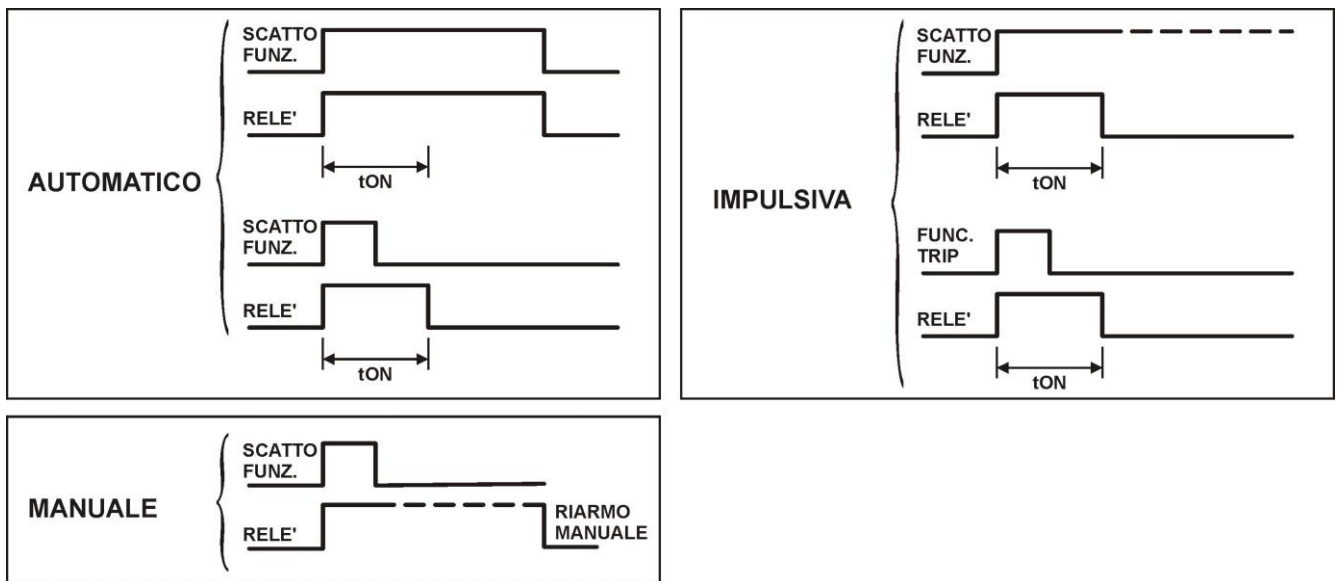 AUTOMATICO
SCATTO
FUNZ.
RELE'
tON
SCATTO
FUNZ.
RELE'
tON
IMPULSIVA
SCATTO
FUNZ.
RELE'
tON
FUNC.
TRIP
RELE'
tON
MANUALE
SCATTO
FUNZ.
RELE'
RIARMO
MANUALE